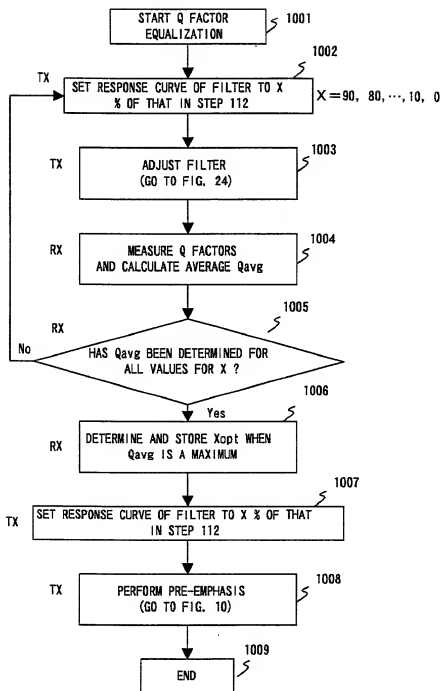 START Q FACTOR
EQUALIZATION
1001
1002
TX
SET RESPONSE CURVE OF FILTER TO X
% OF THAT IN STEP 112
X=90, 80,···, 10, 0
1003
TX
ADJUST FILTER
(GO TO FIG. 24)
1004
RX
MEASURE Q FACTORS
AND CALCULATE AVERAGE Qavg
1005
RX
No
HAS Qavg BEEN DETERMINED FOR
ALL VALUES FOR X ?
Yes
1006
RX
DETERMINE AND STORE Xopt WHEN
Qavg IS A MAXIMUM
1007
TX
SET RESPONSE CURVE OF FILTER TO X % OF THAT
IN STEP 112
1008
TX
PERFORM PRE-EMPHASIS
(GO TO FIG. 10)
1009
END